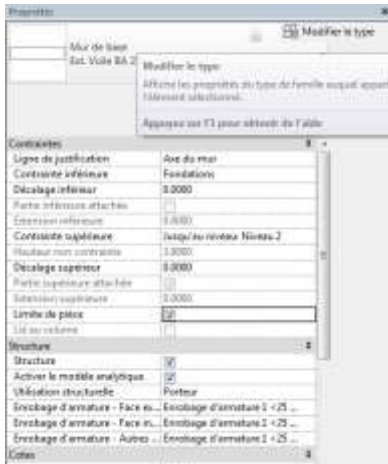 Propriétés
Modifier le type
Mur de base
Ext. Voile BA 2
Modifier le type
Affiche les propriétés du type de famille auquel appart
l'élément sélectionné.
Appuyez sur F1 pour obtenir de l'aide
Contraintes
Ligne de justification Axe du mur
Contrainte inférieure Fondations
Décalage inférieur 0.0000
Partie inférieure attachée
Extension inférieure 0.0000
Contrainte supérieure Jusqu'au niveau: Niveau 2
Hauteur non contrainte 3.0000
Décalage supérieur 0.0000
Partie supérieure attachée
Extension supérieure 0.0000
Limite de pièce
Lié au volume
Structure
Structure
Activer le modèle analytique
Utilisation structurelle Porteur
Enrobage d'armature - Face ex... Enrobage d'armature 1 <25 ...
Enrobage d'armature - Face in... Enrobage d'armature 1 <25 ...
Enrobage d'armature - Autres ... Enrobage d'armature 1 <25 ...
Cotes